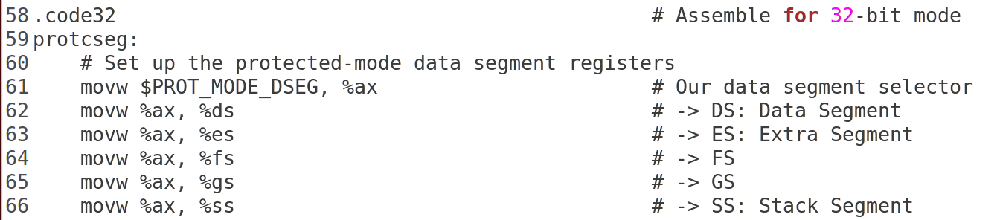 58 .code32                                             # Assemble for 32-bit mode
59 protcseg:
60     # Set up the protected-mode data segment registers
61     movw $PROT_MODE_DSEG, %ax                       # Our data segment selector
62     movw %ax, %ds                                   # -> DS: Data Segment
63     movw %ax, %es                                   # -> ES: Extra Segment
64     movw %ax, %fs                                   # -> FS
65     movw %ax, %gs                                   # -> GS
66     movw %ax, %ss                                   # -> SS: Stack Segment